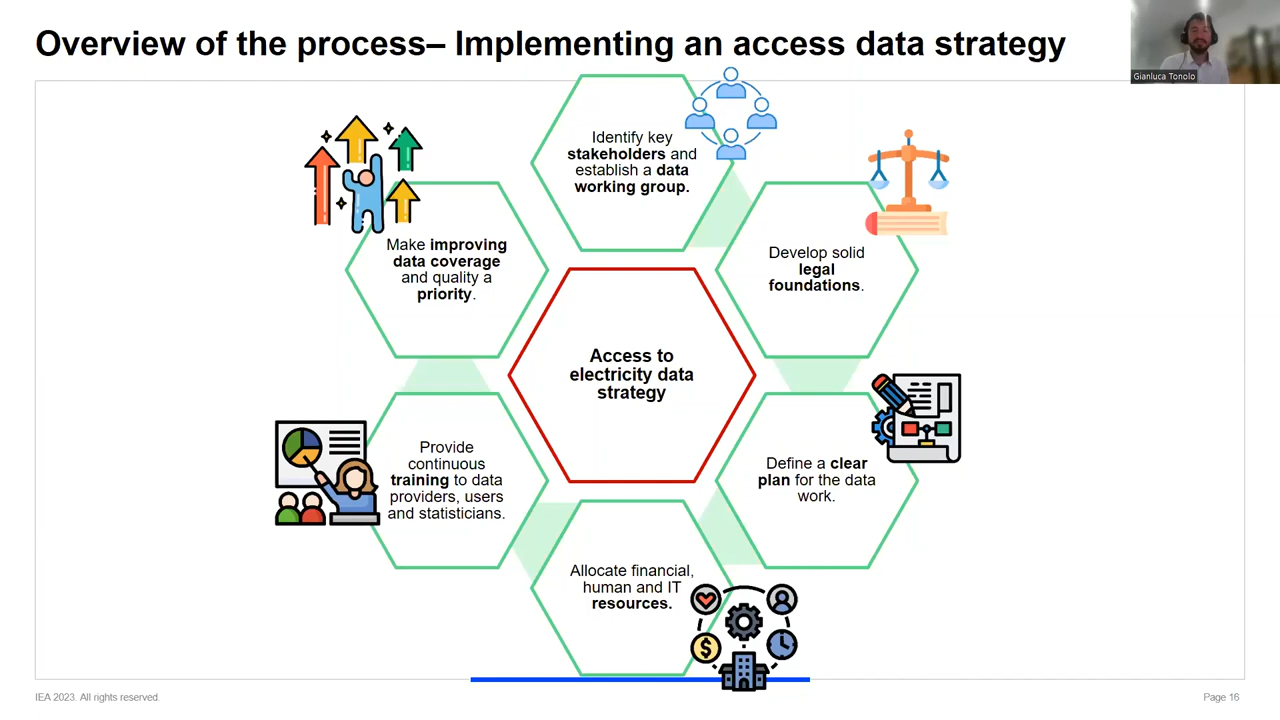 Overview of the process– Implementing an access data strategy
Gianluca Tonolo
Identify key
stakeholders and
establish a data
working group.
Develop solid
legal
foundations.
Define a clear
plan for the data
work.
Allocate financial,
human and IT
resources.
Provide
continuous
training to data
providers, users
and statisticians.
Make improving
data coverage
and quality a
priority.
Access to
electricity data
strategy
$
IEA 2023. All rights reserved.
Page 16